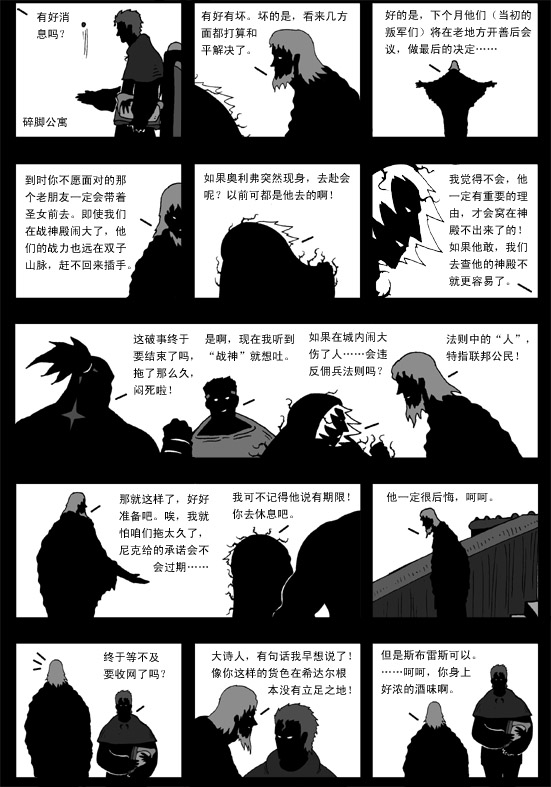 有好消
息吗？
碎脚公寓
有好有坏。坏的是，看来几方
面都打算和
平解决了。
好的是，下个月他们（当初的
叛军们）将在老地方开善后会
议，做最后的决定……
到时你不愿面对的那
个老朋友一定会带着
圣女前去。即使我们
在战神殿闹大了，他
们的战力也远在双子
山脉，赶不回来插手。
如果奥利弗突然现身，去赴会
呢？以前可都是他去的啊！
我觉得不会，他
一定有重要的理
由，才会窝在神
殿不出来了的！
如果他敢，我们
去查他的神殿不
就更容易了。
这破事终于
要结束了吗，
拖了那么久，
闷死啦！
是啊，现在我听到
“战神”就想吐。
如果在城内闹大
伤了人……会违
反佣兵法则吗？
法则中的“人”，
特指联邦公民！
那就这样了，好好
准备吧。唉，我就
怕咱们拖太久了，
尼克给的承诺会不
会过期……
我可不记得他说有期限！
你去休息吧。
他一定很后悔，呵呵。
终于等不及
要收网了吗？
大诗人，有句话我早想说了！
像你这样的货色在希达尔根
本没有立足之地！
但是斯布雷斯可以。
……呵呵，你身上
好浓的酒味啊。